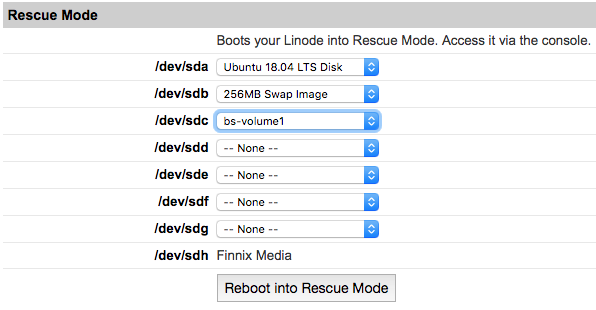 Rescue Mode
Boots your Linode into Rescue Mode. Access it via the console.
/dev/sda Ubuntu 18.04 LTS Disk
/dev/sdb 256MB Swap Image
/dev/sdc bs-volume1
/dev/sdd -- None --
/dev/sde -- None --
/dev/sdf -- None --
/dev/sdg -- None --
/dev/sdh Finnix Media
Reboot into Rescue Mode